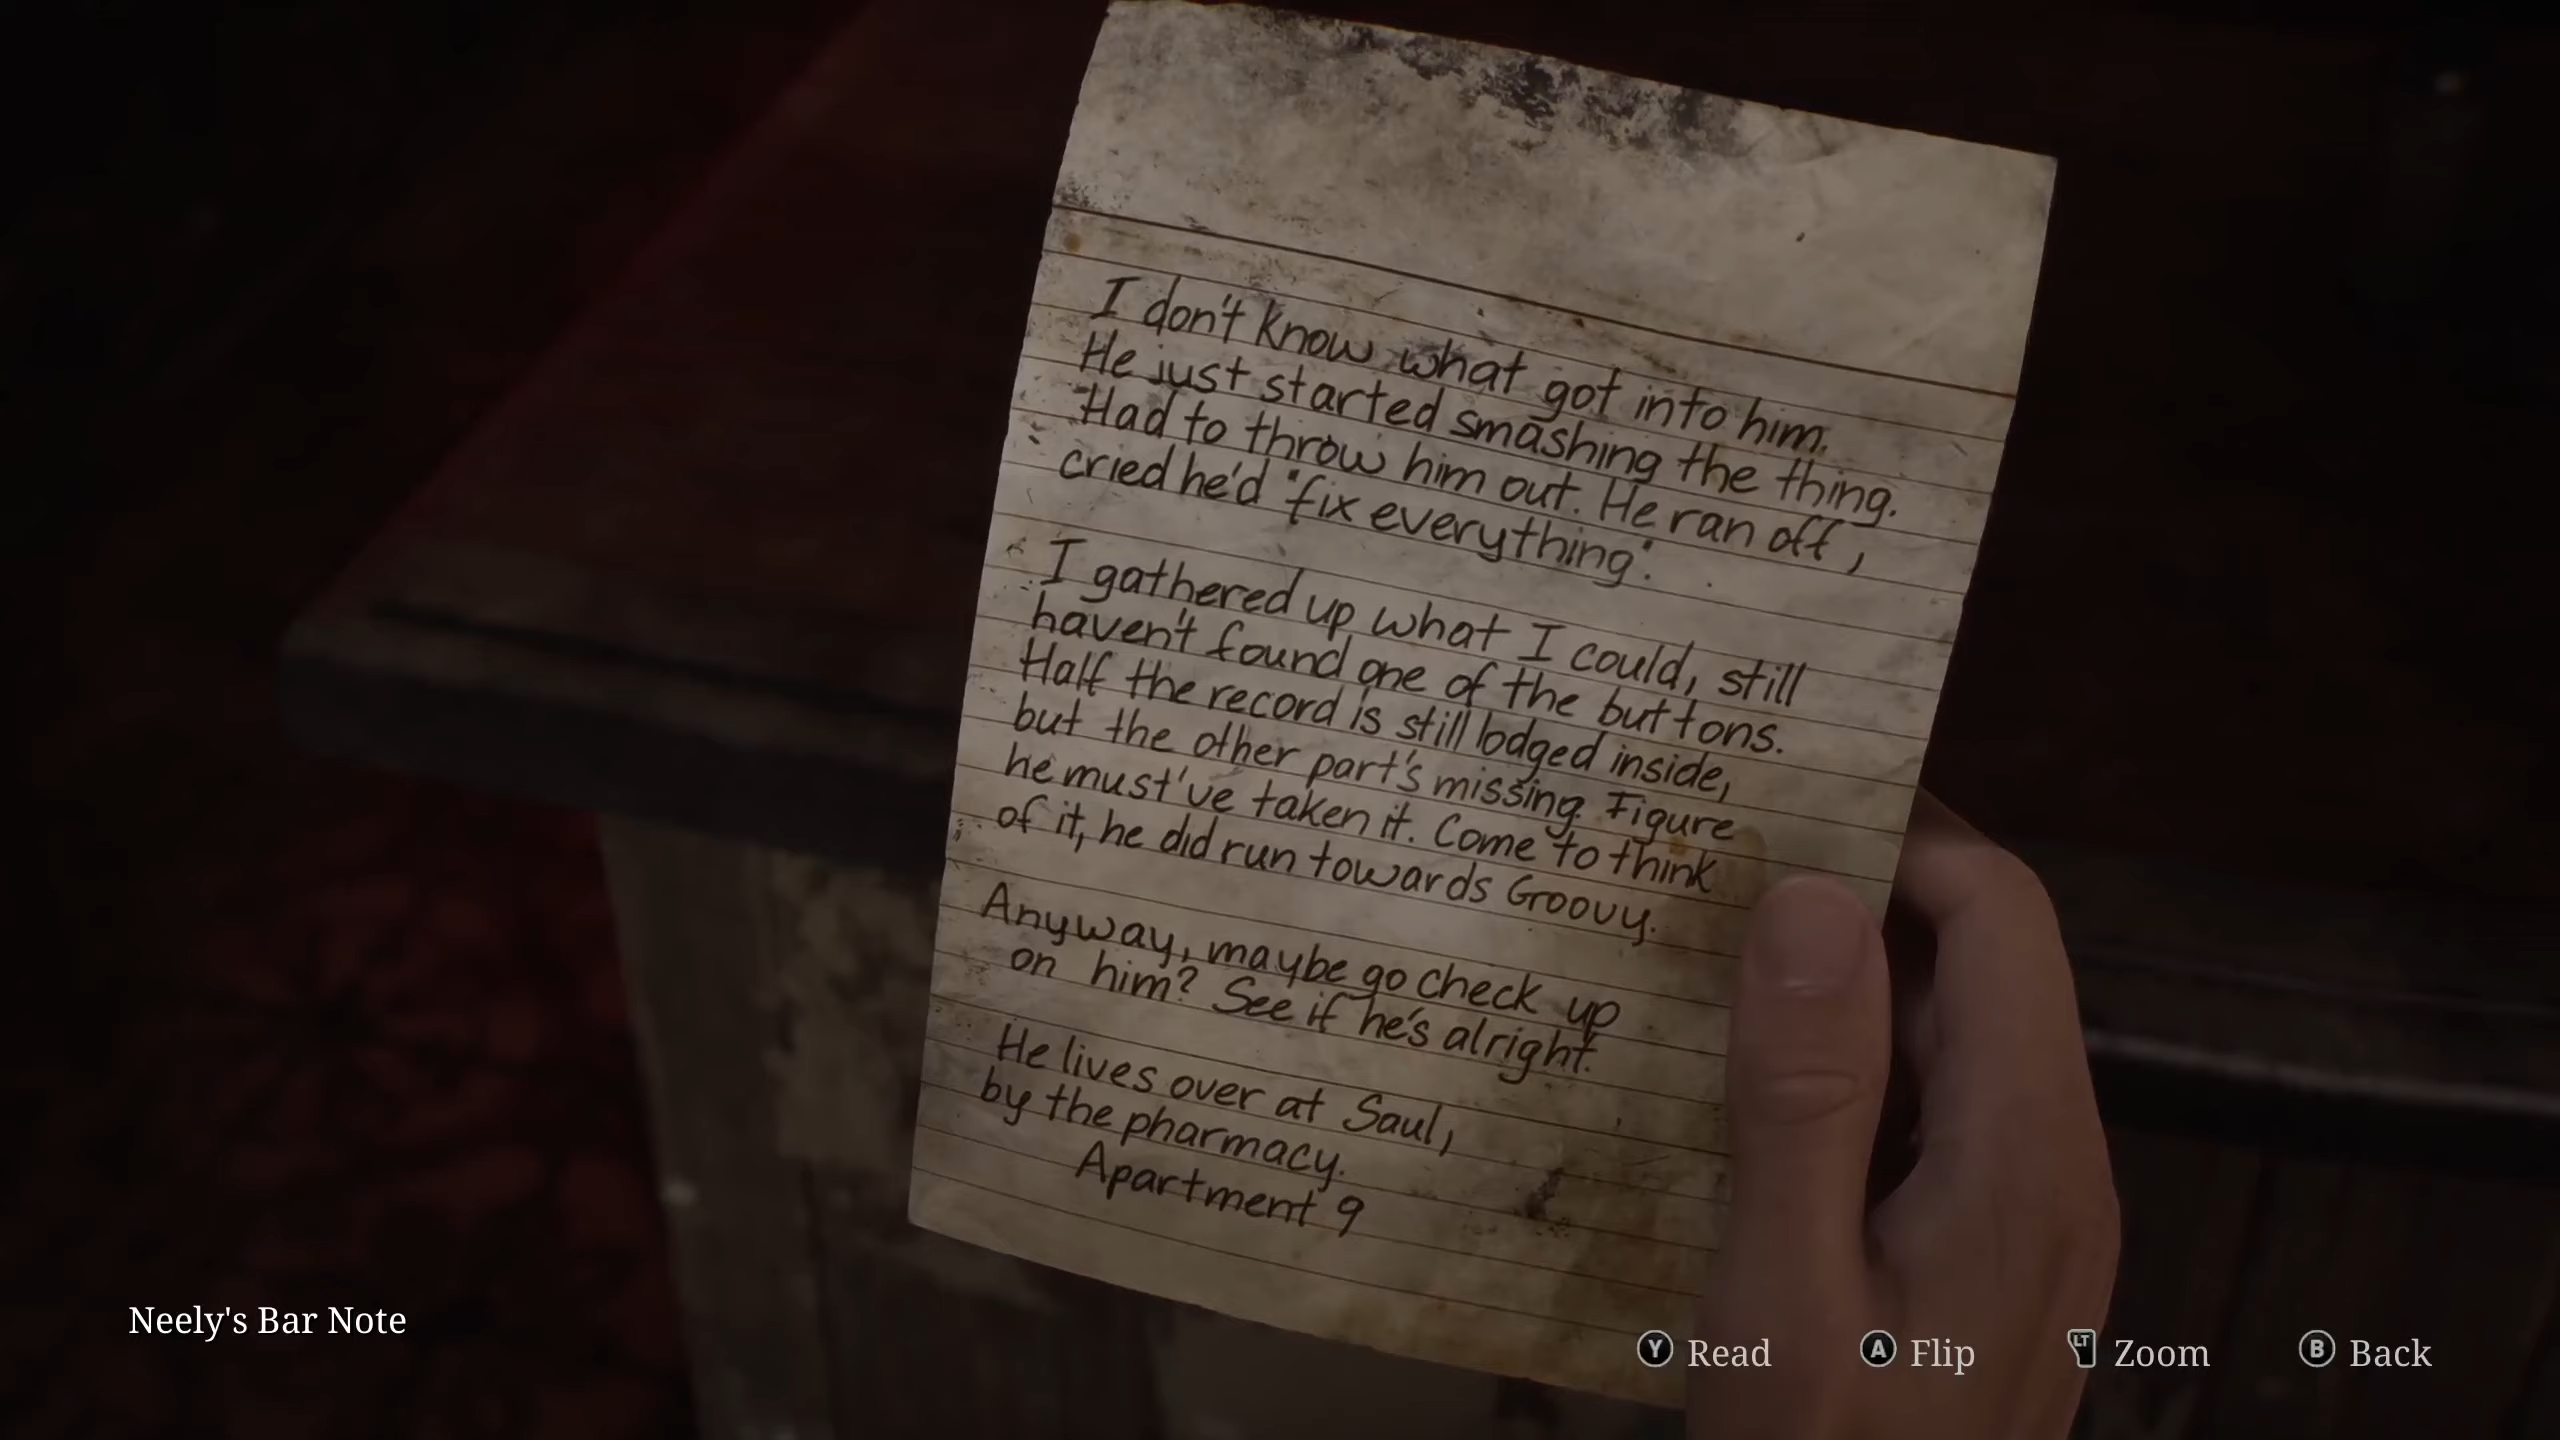 I don't know what got into him.
He just started smashing the thing.
Had to throw him out. He ran off,
cried he'd "fix everything".
I gathered up what I could, still
haven't found one of the buttons.
Half the record is still lodged inside,
but the other part's missing. Figure
he must've taken it. Come to think
of it, he did run towards Groovy.
Anyway, maybe go check up
on him? See if he's alright.
He lives over at Saul,
by the pharmacy.
Apartment 9
Neely's Bar Note
Y Read A Flip LT Zoom B Back